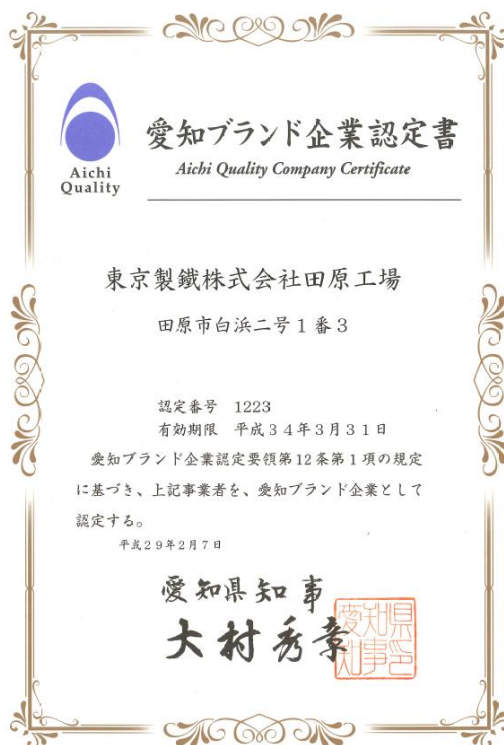 Aichi
Quality
愛知ブランド企業認定書
Aichi Quality Company Certificate
東京製鐵株式会社田原工場
田原市白浜二号1番3
認定番号 1223
有効期限 平成34年3月31日
愛知ブランド企業認定要領第12条第1項の規定
に基づき、上記事業者を、愛知ブランド企業として
認定する。
平成29年2月7日
愛知県知事
大村秀章
愛知県
知事印